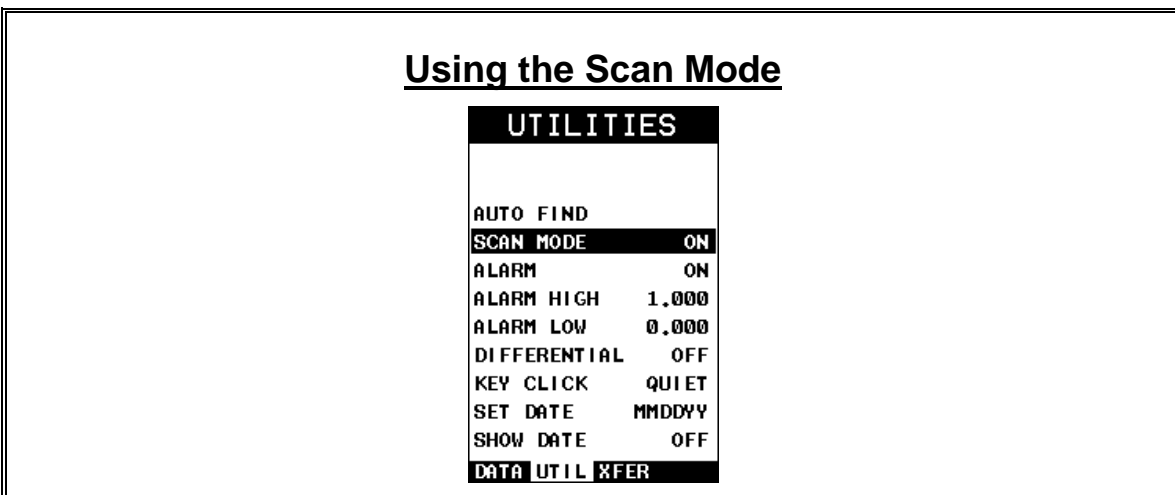 Using the Scan Mode
UTILITIES
AUTO FIND
SCAN MODE ON
ALARM ON
ALARM HIGH 1.000
ALARM LOW 0.000
DIFFERENTIAL OFF
KEY CLICK QUIET
SET DATE MMDDYY
SHOW DATE OFF
DATA UTIL XFER